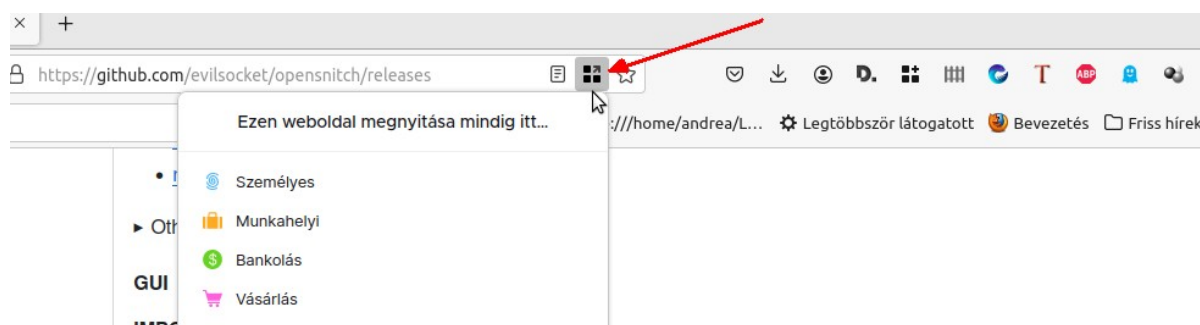 × +
https://github.com/evilsocket/opensnitch/releases
D. T ABP
Ezen weboldal megnyitása mindig itt...
:///home/andrea/L... Legtöbbször látogatott Bevezetés Friss hírek
Személyes
▸ Oth
Munkahelyi
$ Bankolás
GUI
Vásárlás